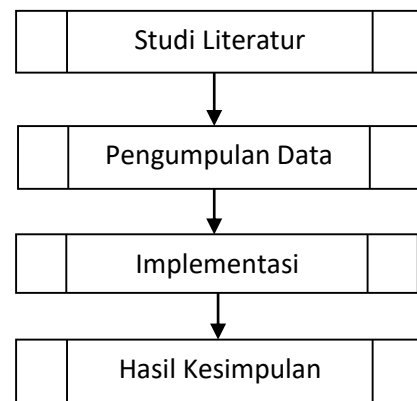 Studi Literatur
Pengumpulan Data
Implementasi
Hasil Kesimpulan